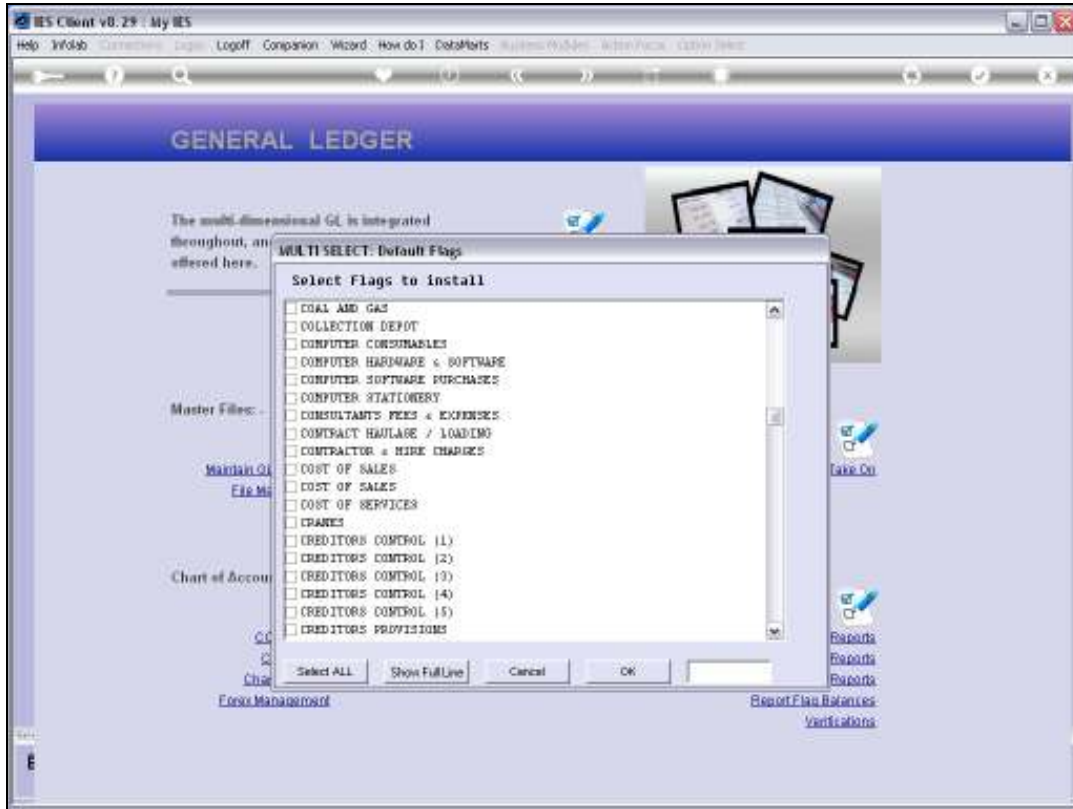 IES Client v8.29 : My IES
Help Infolab Logoff Companion Wizard How do I DataMarts
GENERAL LEDGER
The multi-dimensional GL is integrated
throughout, an
offered here.
MULTI SELECT: Default Flags
Select Flags to install
COAL AND GAS
COLLECTION DEPOT
COMPUTER CONSUMABLES
COMPUTER HARDWARE & SOFTWARE
COMPUTER SOFTWARE PURCHASES
COMPUTER STATIONERY
CONSULTANTS FEES & EXPENSES
CONTRACT HAULAGE / LOADING
CONTRACTOR & HIRE CHARGES
COST OF SALES
COST OF SALES
COST OF SERVICES
CRANES
CREDITORS CONTROL (1)
CREDITORS CONTROL (2)
CREDITORS CONTROL (3)
CREDITORS CONTROL (4)
CREDITORS CONTROL (5)
CREDITORS PROVISIONS
Select ALL Show Full Line Cancel OK
Master Files: .
Maintain GL
File Ma
Take On
Chart of Accou
Char
Forex Management
Reports
Reports
Reports
Report Flag Balances
Verifications